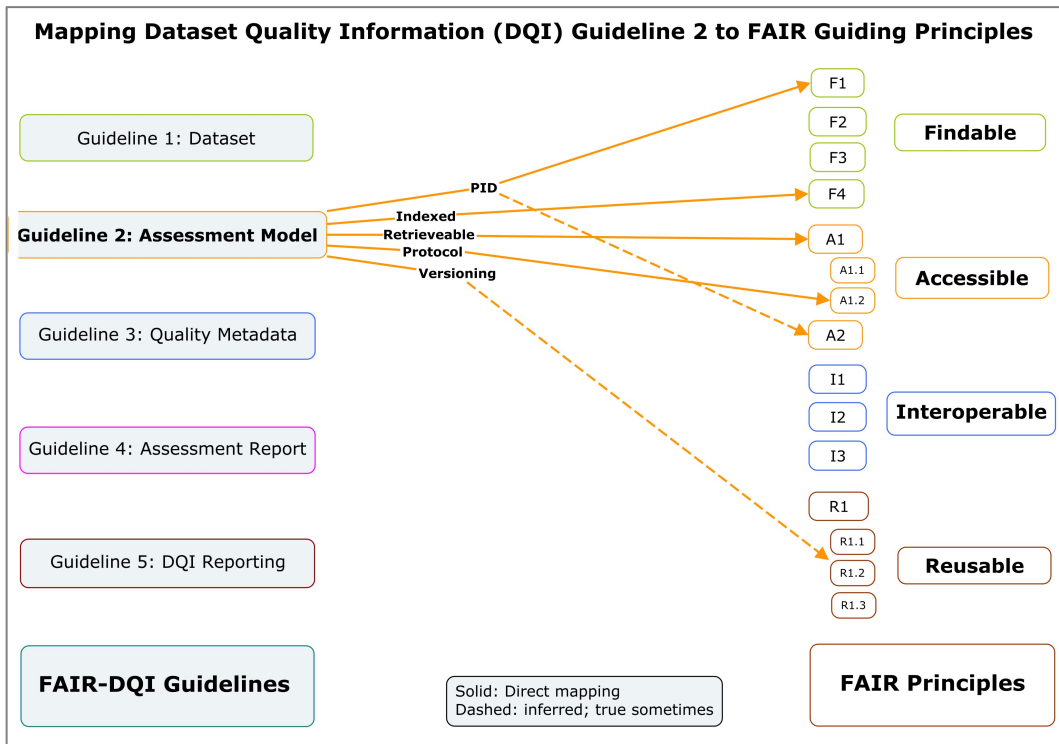 Mapping Dataset Quality Information (DQI) Guideline 2 to FAIR Guiding Principles
Guideline 1: Dataset
Guideline 2: Assessment Model
Guideline 3: Quality Metadata
Guideline 4: Assessment Report
Guideline 5: DQI Reporting
FAIR-DQI Guidelines
PID
Indexed
Retrieveable
Protocol
Versioning
Solid: Direct mapping
Dashed: inferred; true sometimes
F1
F2
F3
F4
A1
A1.1
A1.2
A2
I1
I2
I3
R1
R1.1
R1.2
R1.3
Findable
Accessible
Interoperable
Reusable
FAIR Principles